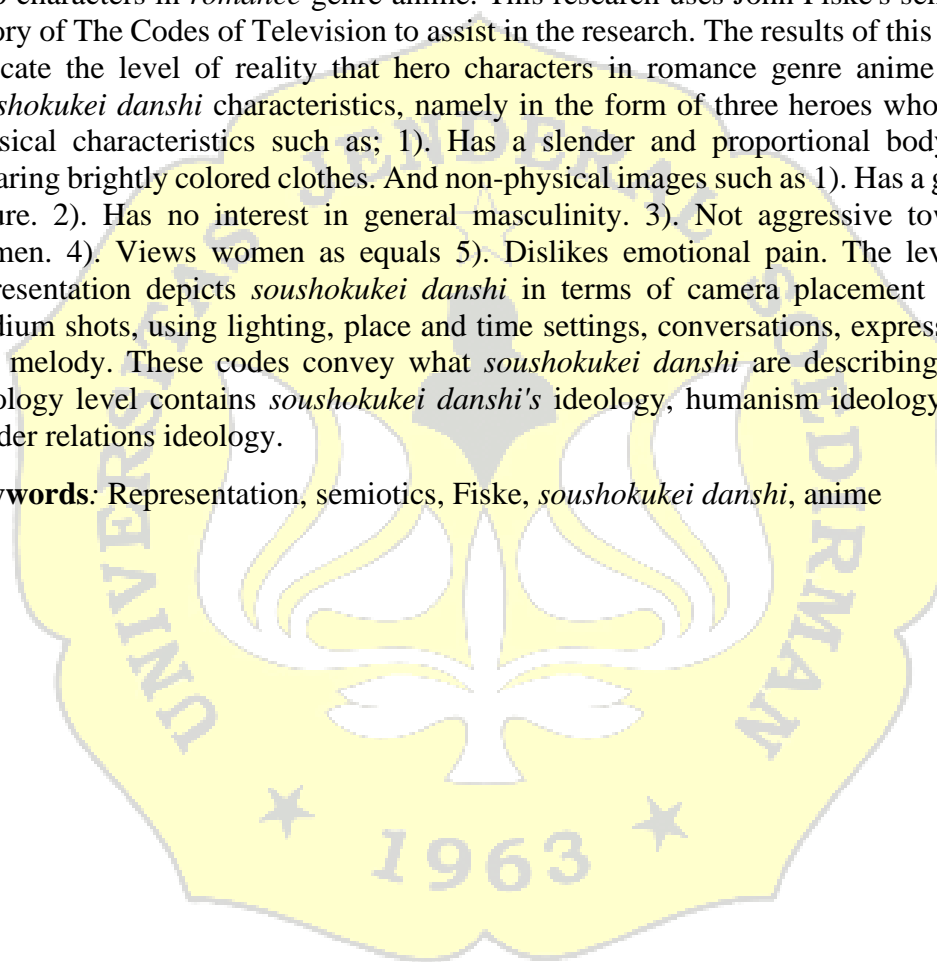 o characters in romance genre anime. This research uses John Fiske's sem
ory of The Codes of Television to assist in the research. The results of this
icate the level of reality that hero characters in romance genre anime
shokukei danshi characteristics, namely in the form of three heroes who
sical characteristics such as; 1). Has a slender and proportional body
aring brightly colored clothes. And non-physical images such as 1). Has a g
ure. 2). Has no interest in general masculinity. 3). Not aggressive tow
men. 4). Views women as equals 5). Dislikes emotional pain. The lev
resentation depicts soushokukei danshi in terms of camera placement
dium shots, using lighting, place and time settings, conversations, express
melody. These codes convey what soushokukei danshi are describing
ology level contains soushokukei danshi's ideology, humanism ideology
der relations ideology.
ywords: Representation, semiotics, Fiske, soushokukei danshi, anime
UNIVERSITAS JENDERAL SOEDIRMAN
1963